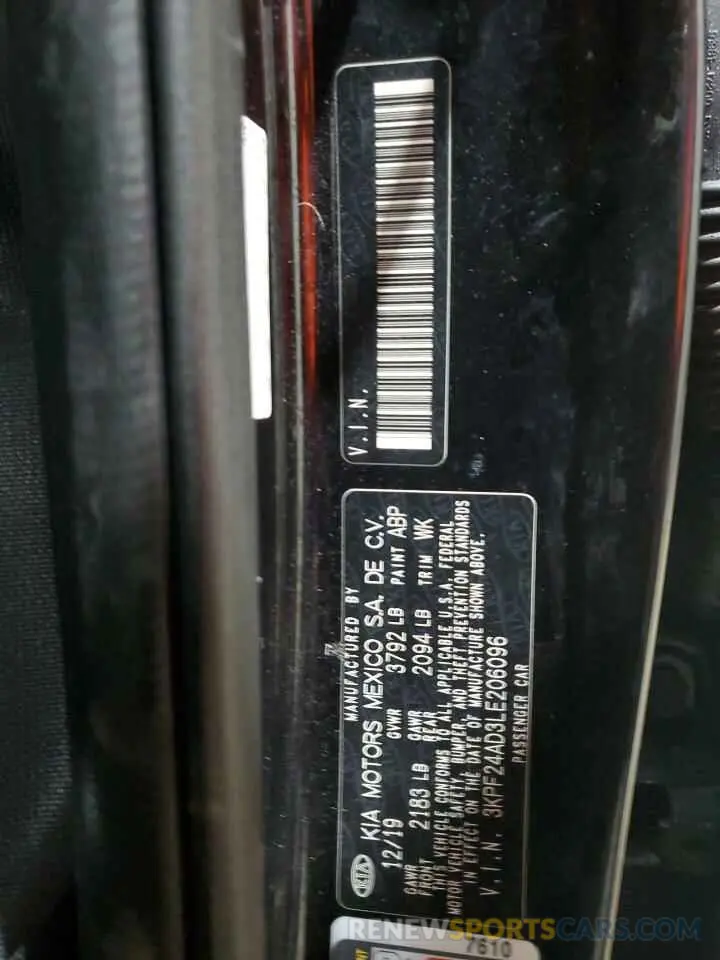 V.I.N.
MANUFACTURED BY
KIA KIA MOTORS MEXICO S.A. DE C.V.
12/19 GVWR 3792 LB PAINT ABP
GAWR FRONT 2183 LB GAWR REAR 2094 LB TRIM WK
THIS VEHICLE CONFORMS TO ALL APPLICABLE U.S.A. FEDERAL
MOTOR VEHICLE SAFETY, BUMPER, AND THEFT PREVENTION STANDARDS
IN EFFECT ON THE DATE OF MANUFACTURE SHOWN ABOVE.
V.I.N. 3KPF24AD3LE206096
PASSENGER CAR
7610
RENEWSPORTSCARS.COM